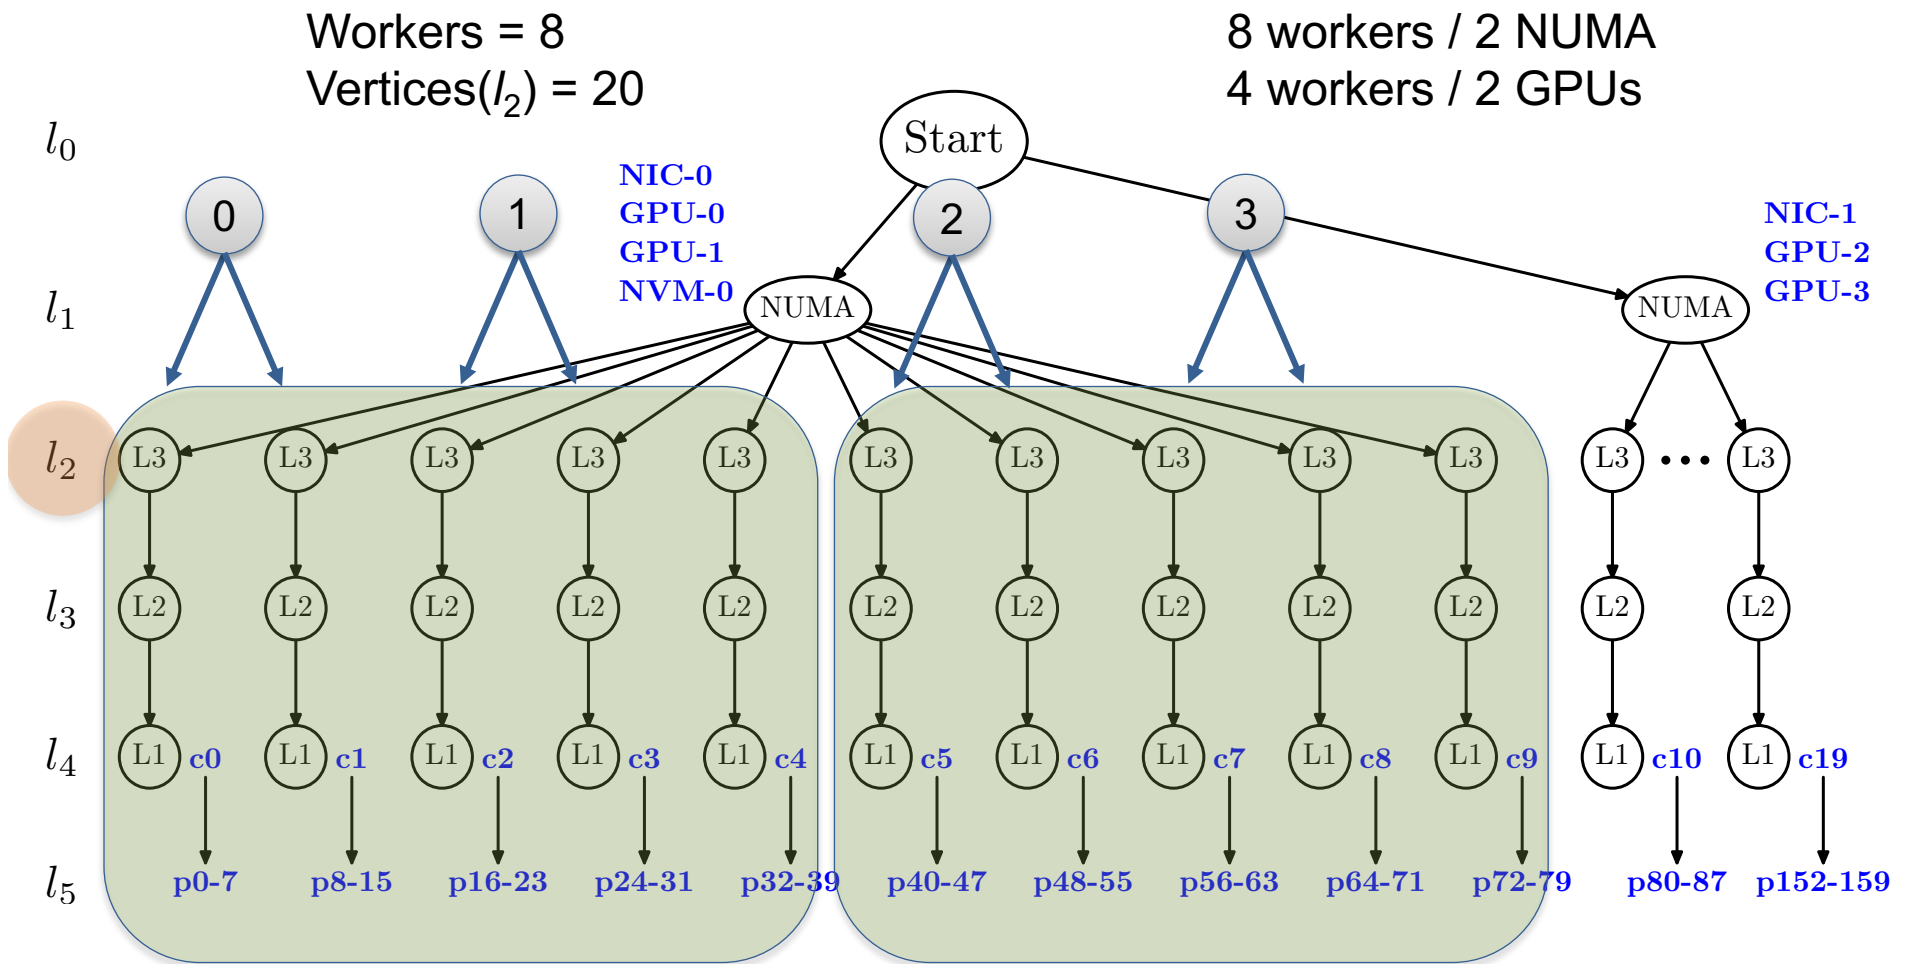 Workers = 8
Vertices(l₂) = 20
8 workers / 2 NUMA
4 workers / 2 GPUs
l₀
Start
NIC-0
GPU-0
GPU-1
NVM-0
0
1
2
3
NIC-1
GPU-2
GPU-3
l₁
NUMA
NUMA
l₂
L3 L3 L3 L3 L3 L3 L3 L3 L3 L3 L3 ••• L3
l₃
L2 L2 L2 L2 L2 L2 L2 L2 L2 L2 L2 L2
l₄
L1 c0 L1 c1 L1 c2 L1 c3 L1 c4 L1 c5 L1 c6 L1 c7 L1 c8 L1 c9 L1 c10 L1 c19
l₅
p0-7 p8-15 p16-23 p24-31 p32-39 p40-47 p48-55 p56-63 p64-71 p72-79 p80-87 p152-159